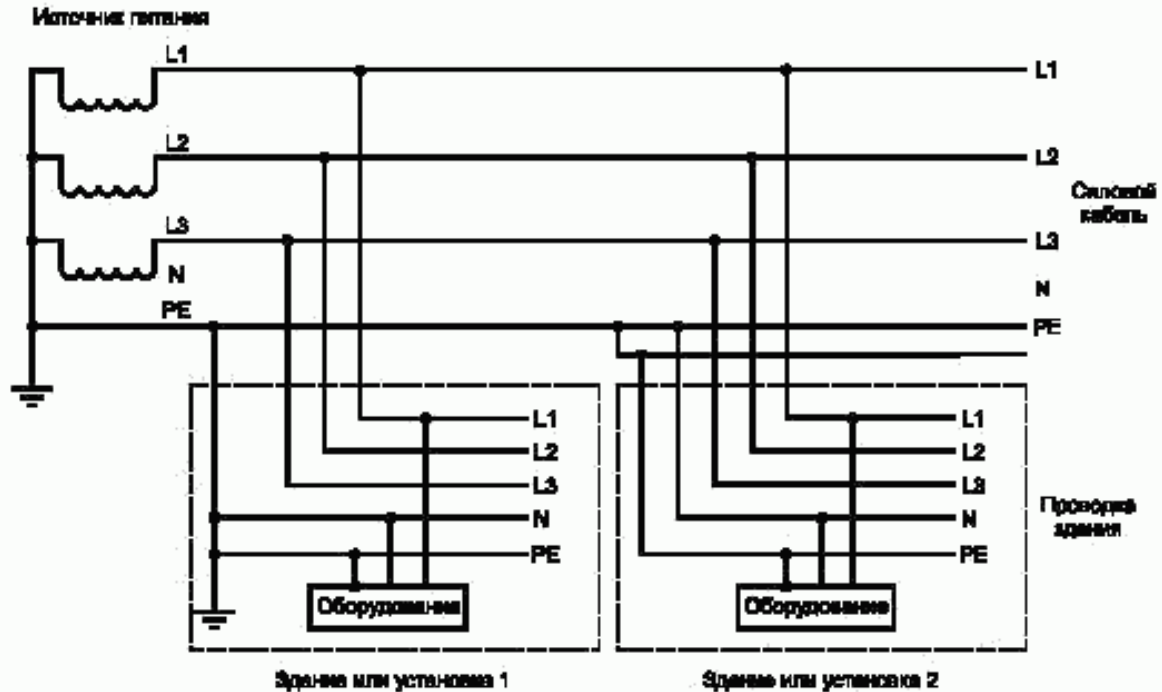 Источник питания
L1
L1
L2
L2
Силовой
кабель
L3
L3
N
N
PE
PE
L1
L1
L2
L2
L3
L3
N
N
Проводка
здания
PE
PE
Оборудование
Оборудование
Здание или установка 1
Здание или установка 2